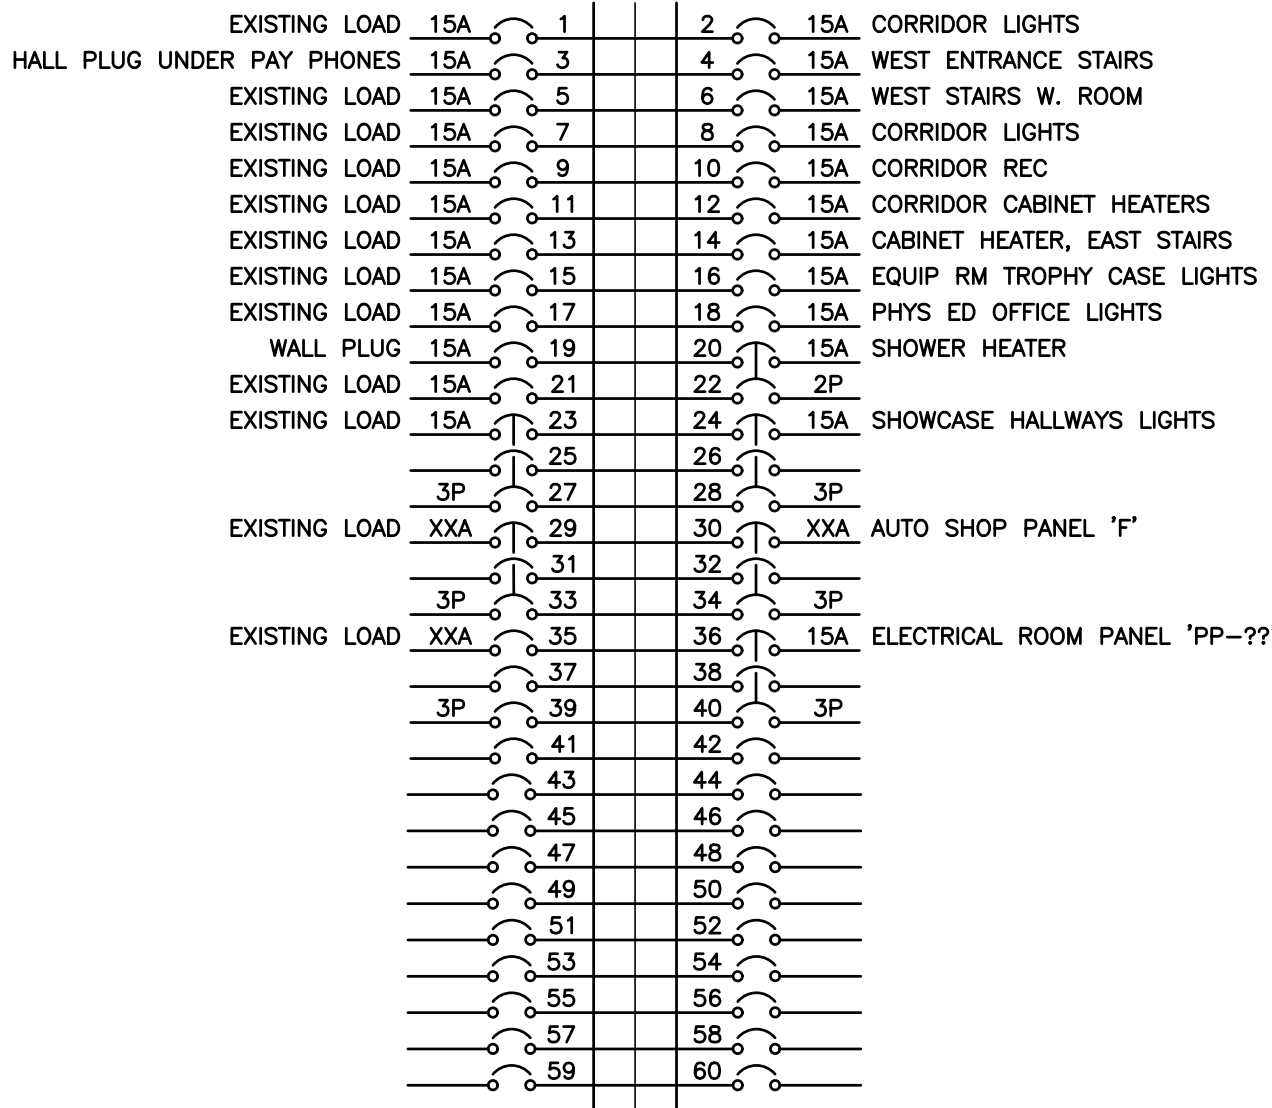 EXISTING LOAD 15A 1 2 15A CORRIDOR LIGHTS
HALL PLUG UNDER PAY PHONES 15A 3 4 15A WEST ENTRANCE STAIRS
EXISTING LOAD 15A 5 6 15A WEST STAIRS W. ROOM
EXISTING LOAD 15A 7 8 15A CORRIDOR LIGHTS
EXISTING LOAD 15A 9 10 15A CORRIDOR REC
EXISTING LOAD 15A 11 12 15A CORRIDOR CABINET HEATERS
EXISTING LOAD 15A 13 14 15A CABINET HEATER, EAST STAIRS
EXISTING LOAD 15A 15 16 15A EQUIP RM TROPHY CASE LIGHTS
EXISTING LOAD 15A 17 18 15A PHYS ED OFFICE LIGHTS
WALL PLUG 15A 19 20 15A SHOWER HEATER
EXISTING LOAD 15A 21 22 2P
EXISTING LOAD 15A 23 24 15A SHOWCASE HALLWAYS LIGHTS
25 26
3P 27 28 3P
EXISTING LOAD XXA 29 30 XXA AUTO SHOP PANEL 'F'
31 32
3P 33 34 3P
EXISTING LOAD XXA 35 36 15A ELECTRICAL ROOM PANEL 'PP-??
37 38
3P 39 40 3P
41 42
43 44
45 46
47 48
49 50
51 52
53 54
55 56
57 58
59 60